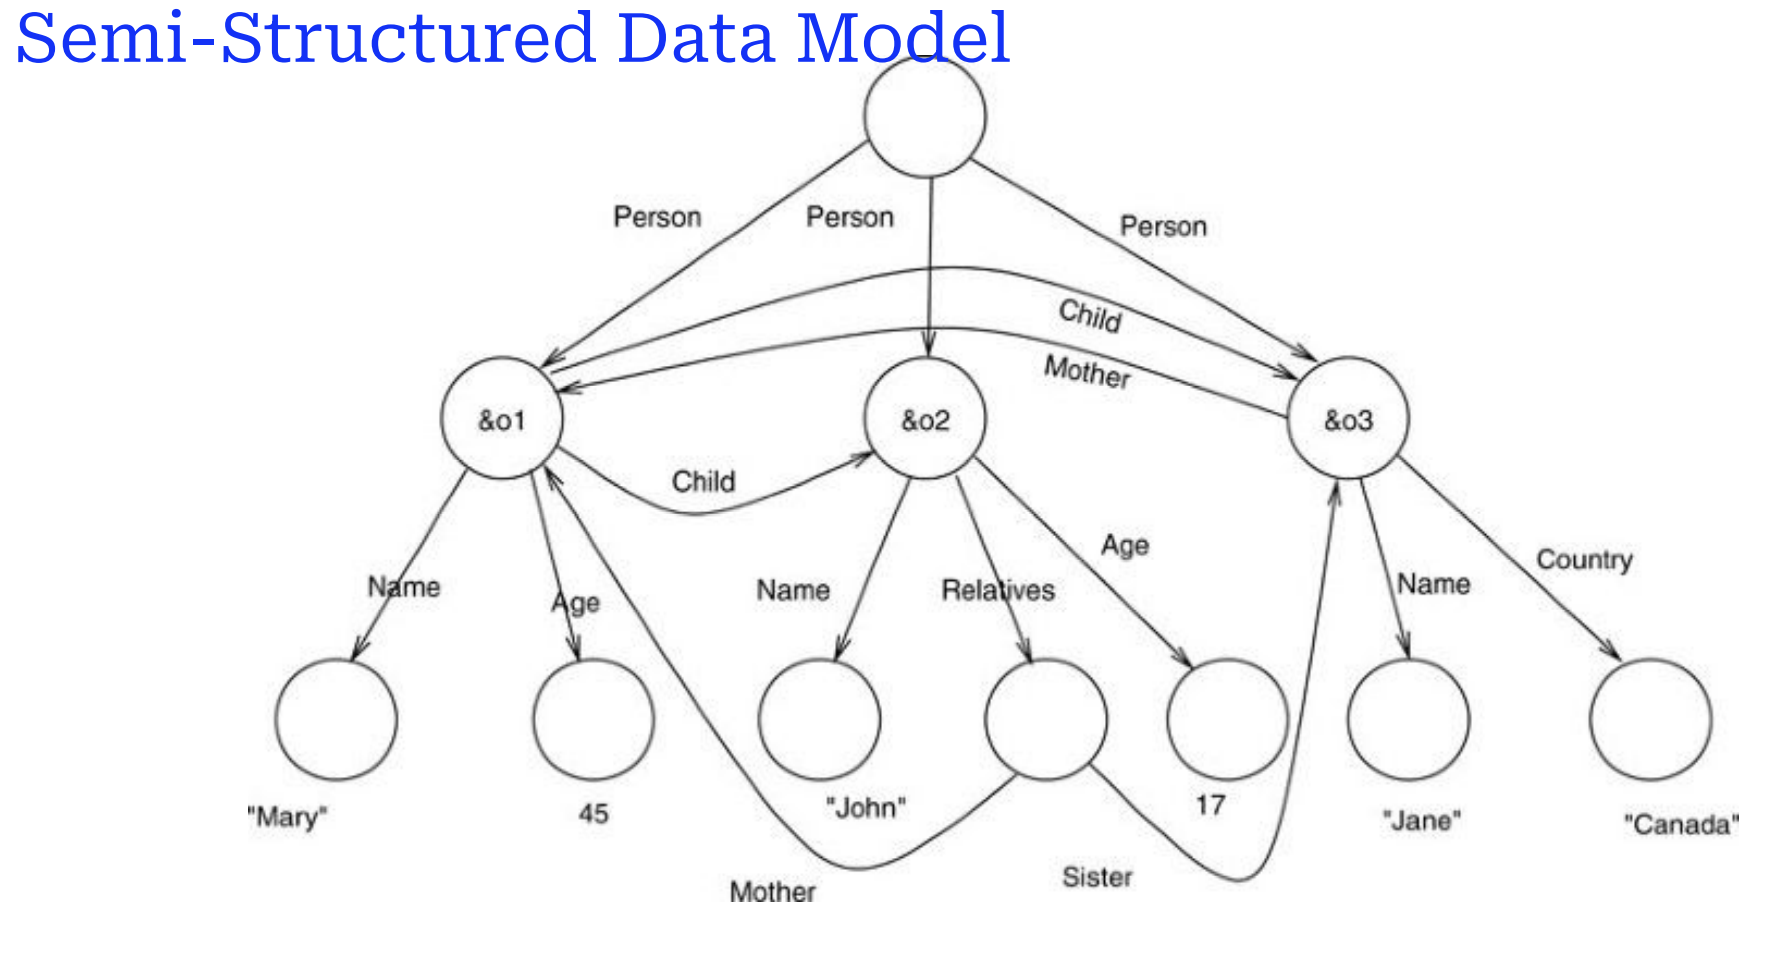 Semi-Structured Data Model
Person
Person
Person
Child
Mother
&o1
&o2
&o3
Child
Age
Country
Name
Age
Name
Relatives
Name
"Mary"
45
"John"
17
"Jane"
"Canada"
Mother
Sister